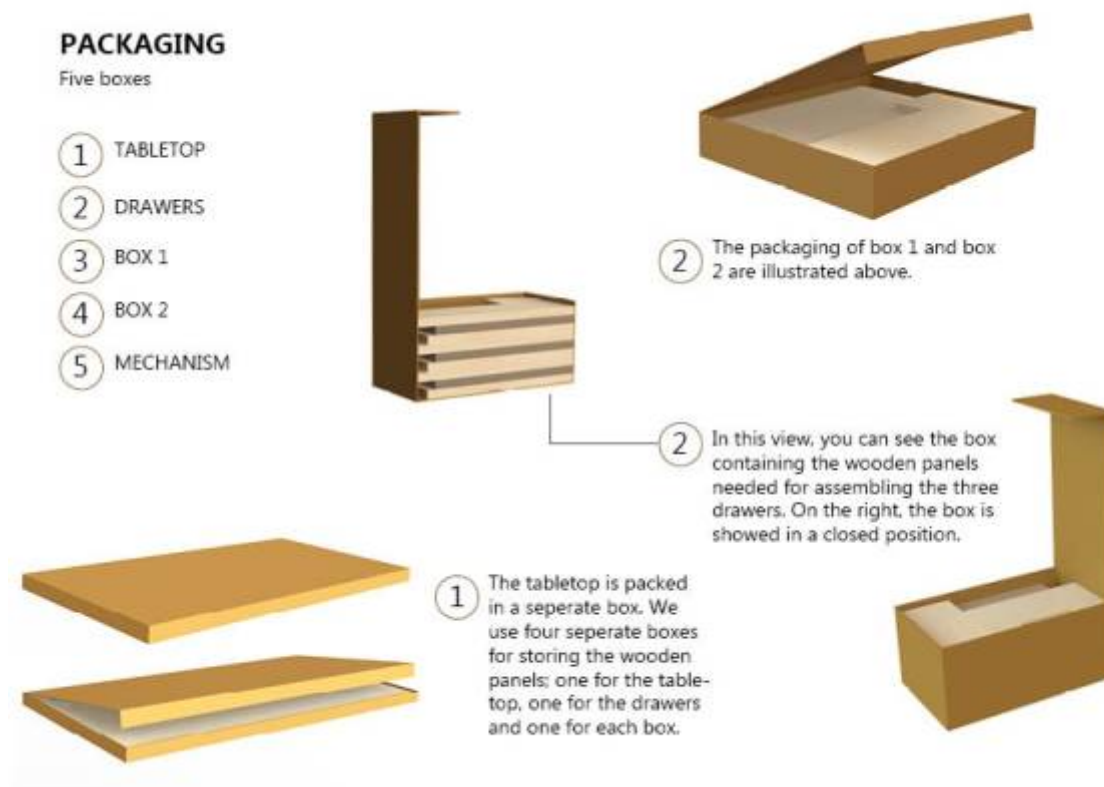 PACKAGING
Five boxes
1 TABLETOP
2 DRAWERS
3 BOX 1
4 BOX 2
5 MECHANISM
2 The packaging of box 1 and box
2 are illustrated above.
2 In this view, you can see the box
containing the wooden panels
needed for assembling the three
drawers. On the right, the box is
showed in a closed position.
1 The tabletop is packed
in a seperate box. We
use four seperate boxes
for storing the wooden
panels; one for the table-
top, one for the drawers
and one for each box.